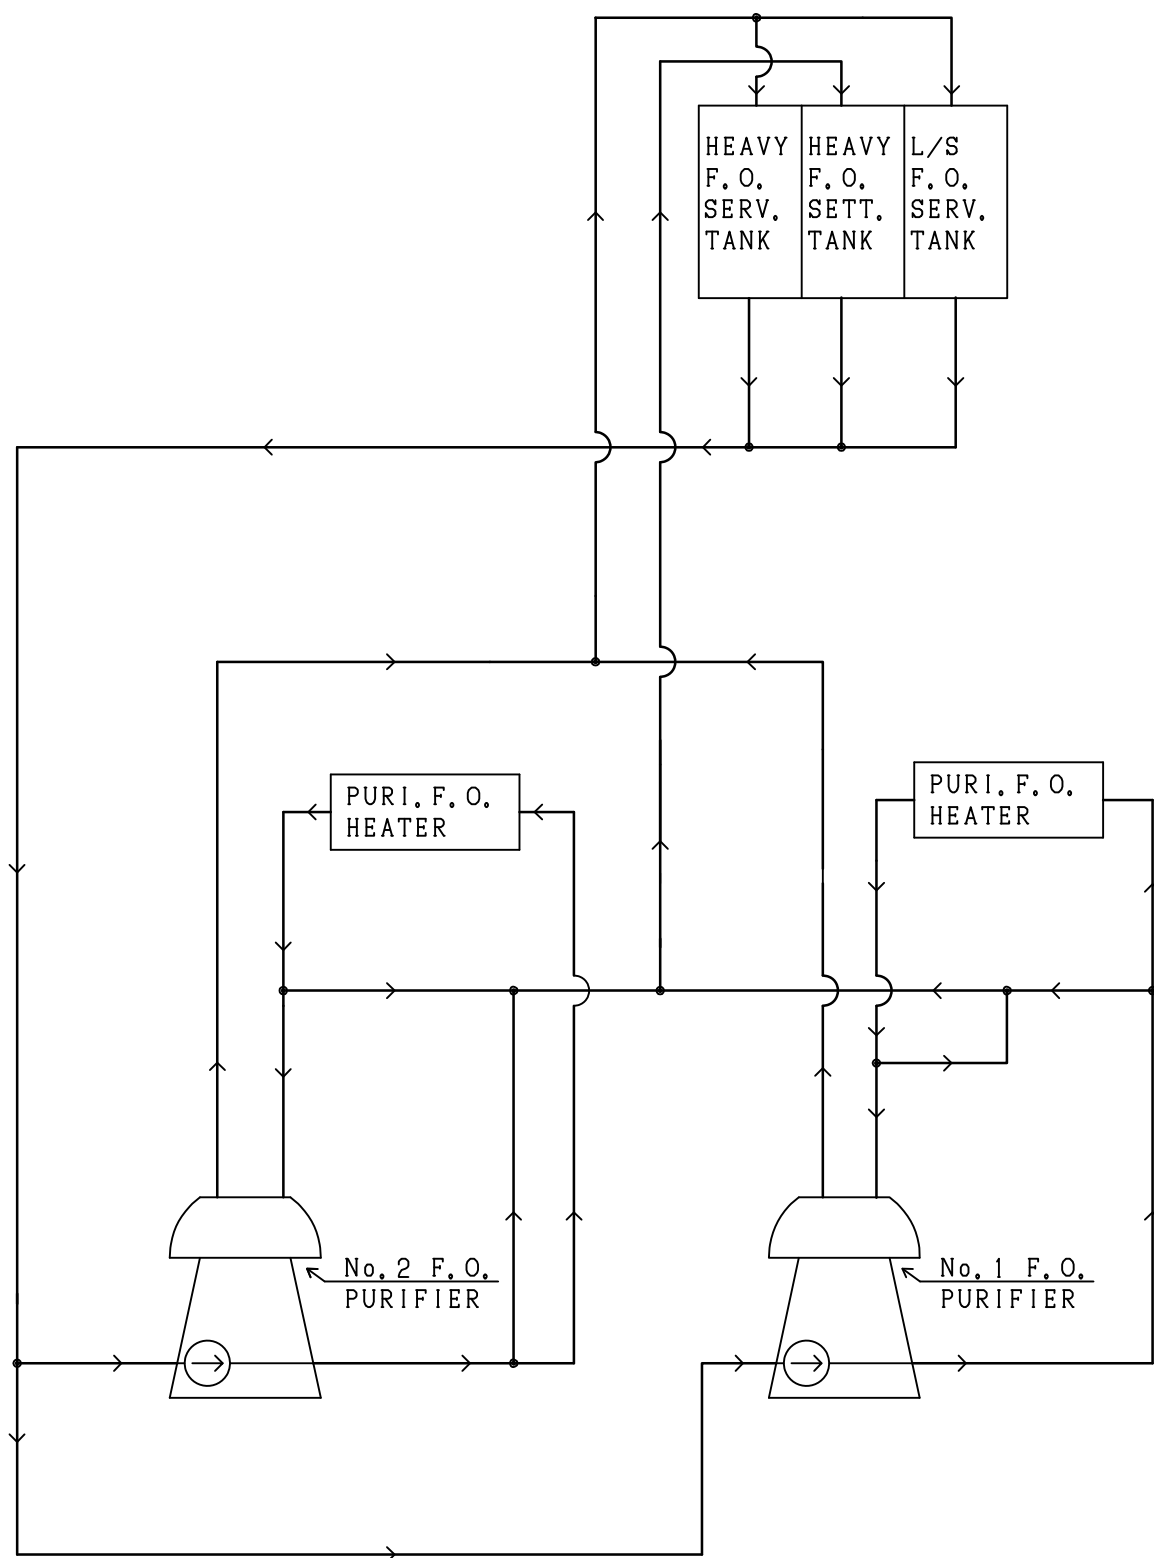 HEAVY
F.O.
SERV.
TANK
HEAVY
F.O.
SETT.
TANK
L/S
F.O.
SERV.
TANK
PURI.F.O.
HEATER
PURI.F.O.
HEATER
No.2 F.O.
PURIFIER
No.1 F.O.
PURIFIER